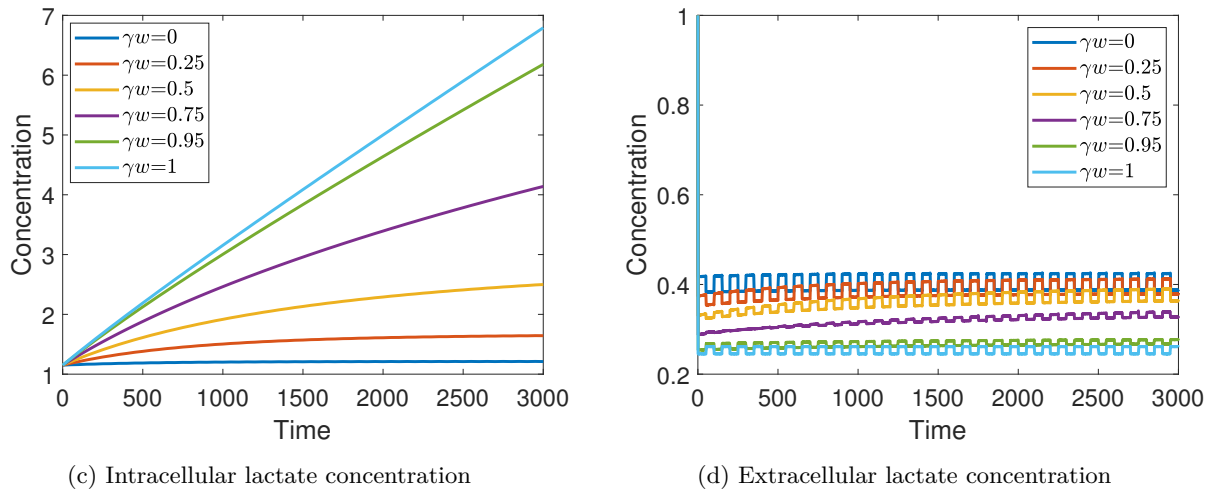 7
6
5
4
3
2
1
Concentration
γw=0
γw=0.25
γw=0.5
γw=0.75
γw=0.95
γw=1
0 500 1000 1500 2000 2500 3000
Time
(c) Intracellular lactate concentration
1
0.8
0.6
0.4
0.2
Concentration
γw=0
γw=0.25
γw=0.5
γw=0.75
γw=0.95
γw=1
0 500 1000 1500 2000 2500 3000
Time
(d) Extracellular lactate concentration